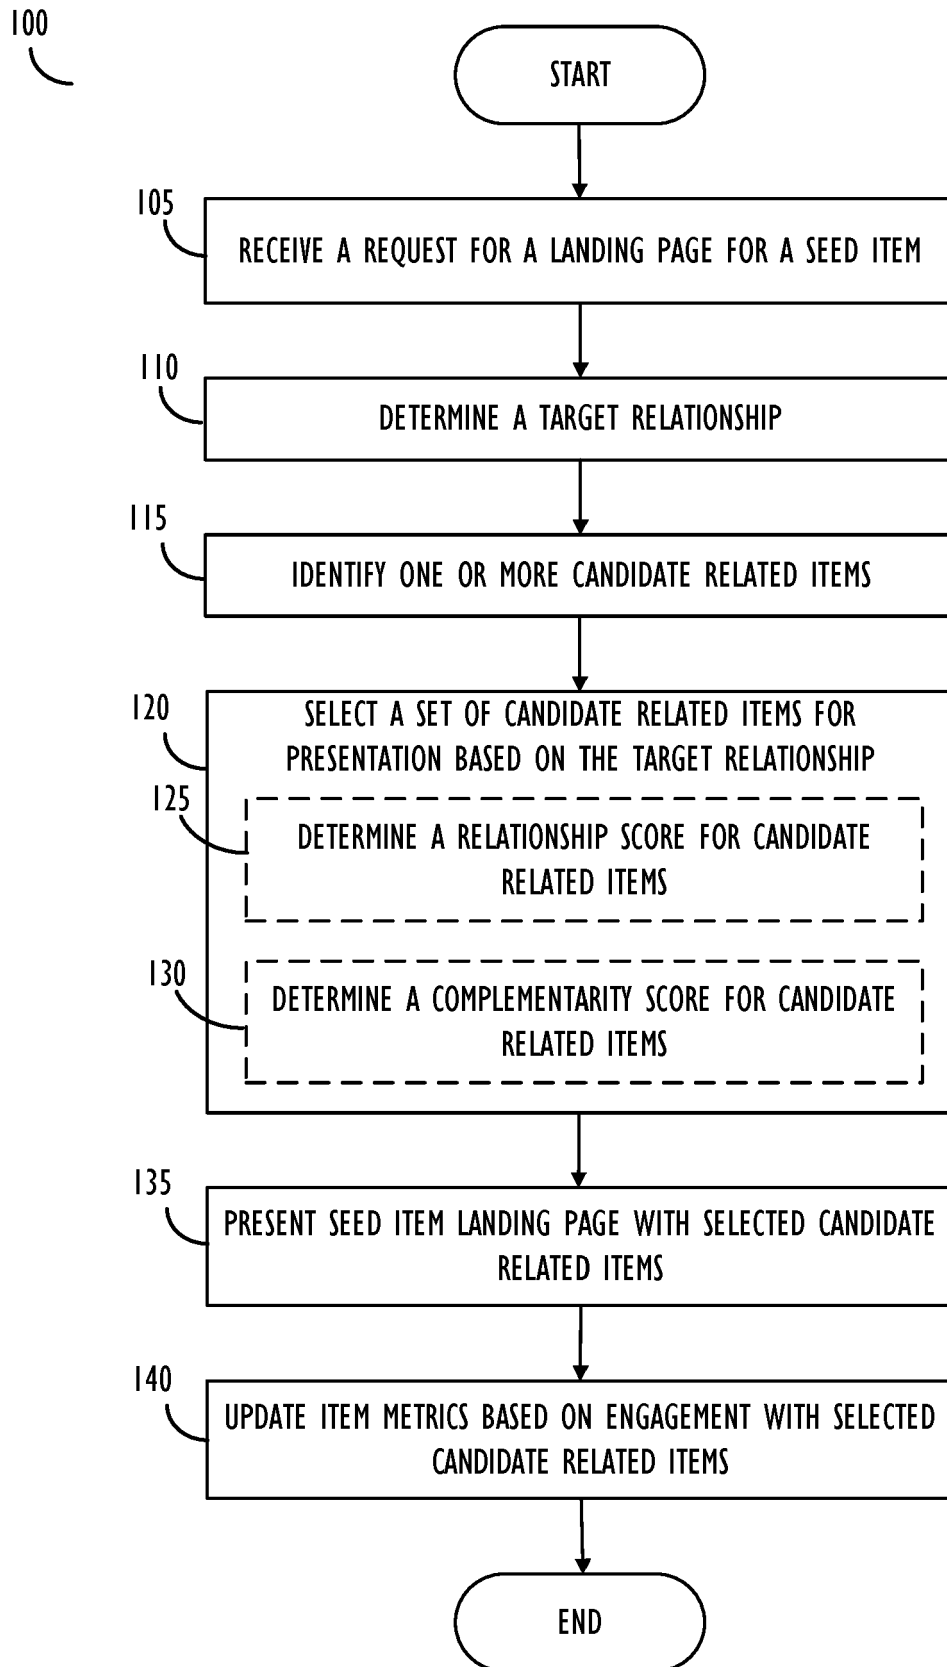 100
START
105
RECEIVE A REQUEST FOR A LANDING PAGE FOR A SEED ITEM
110
DETERMINE A TARGET RELATIONSHIP
115
IDENTIFY ONE OR MORE CANDIDATE RELATED ITEMS
120
SELECT A SET OF CANDIDATE RELATED ITEMS FOR
PRESENTATION BASED ON THE TARGET RELATIONSHIP
125
DETERMINE A RELATIONSHIP SCORE FOR CANDIDATE
RELATED ITEMS
130
DETERMINE A COMPLEMENTARITY SCORE FOR CANDIDATE
RELATED ITEMS
135
PRESENT SEED ITEM LANDING PAGE WITH SELECTED CANDIDATE
RELATED ITEMS
140
UPDATE ITEM METRICS BASED ON ENGAGEMENT WITH SELECTED
CANDIDATE RELATED ITEMS
END